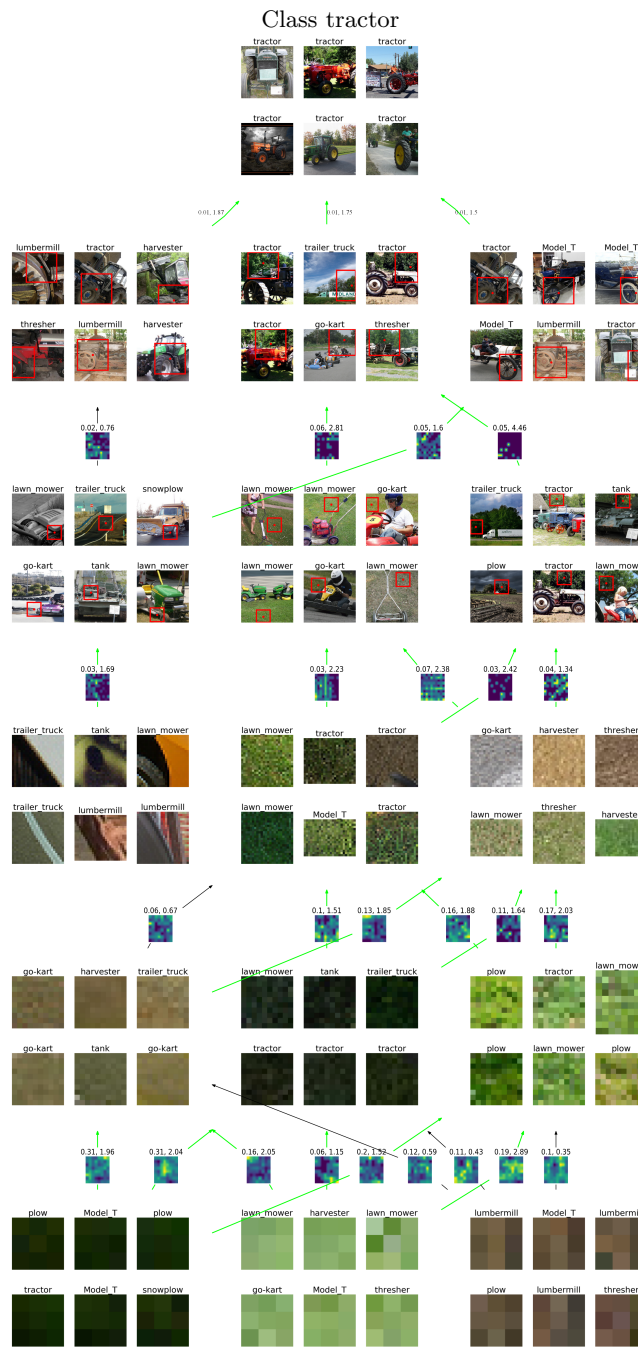 Class tractor
tractor tractor tractor
tractor tractor tractor
0.01, 1.87 0.01, 1.75 0.01, 1.5
lumbermill tractor harvester tractor trailer_truck tractor tractor Model_T Model_T
thresher lumbermill harvester tractor go-kart thresher Model_T lumbermill tractor
0.02, 0.76 0.06, 2.81 0.05, 1.6 0.05, 4.46
lawn_mower trailer_truck snowplow lawn_mower lawn_mower go-kart trailer_truck tractor tank
go-kart tank lawn_mower lawn_mower go-kart lawn_mower plow tractor lawn_mow
0.03, 1.69 0.03, 2.23 0.07, 2.38 0.03, 2.42 0.04, 1.34
trailer_truck tank lawn_mower lawn_mower tractor tractor go-kart harvester thresher
trailer_truck lumbermill lumbermill lawn_mower Model_T tractor lawn_mower thresher harveste
0.06, 0.67 0.1, 1.51 0.13, 1.85 0.16, 1.88 0.11, 1.64 0.17, 2.03
go-kart harvester trailer_truck lawn_mower tank trailer_truck plow tractor lawn_mow
go-kart tank go-kart tractor tractor tractor plow lawn_mower plow
0.31, 1.96 0.31, 2.04 0.16, 2.05 0.06, 1.15 0.2, 1.52 0.12, 0.59 0.11, 0.43 0.19, 2.89 0.1, 0.35
plow Model_T plow lawn_mower harvester lawn_mower lumbermill Model_T lumbermi
tractor Model_T snowplow go-kart Model_T thresher plow lumbermill thresher